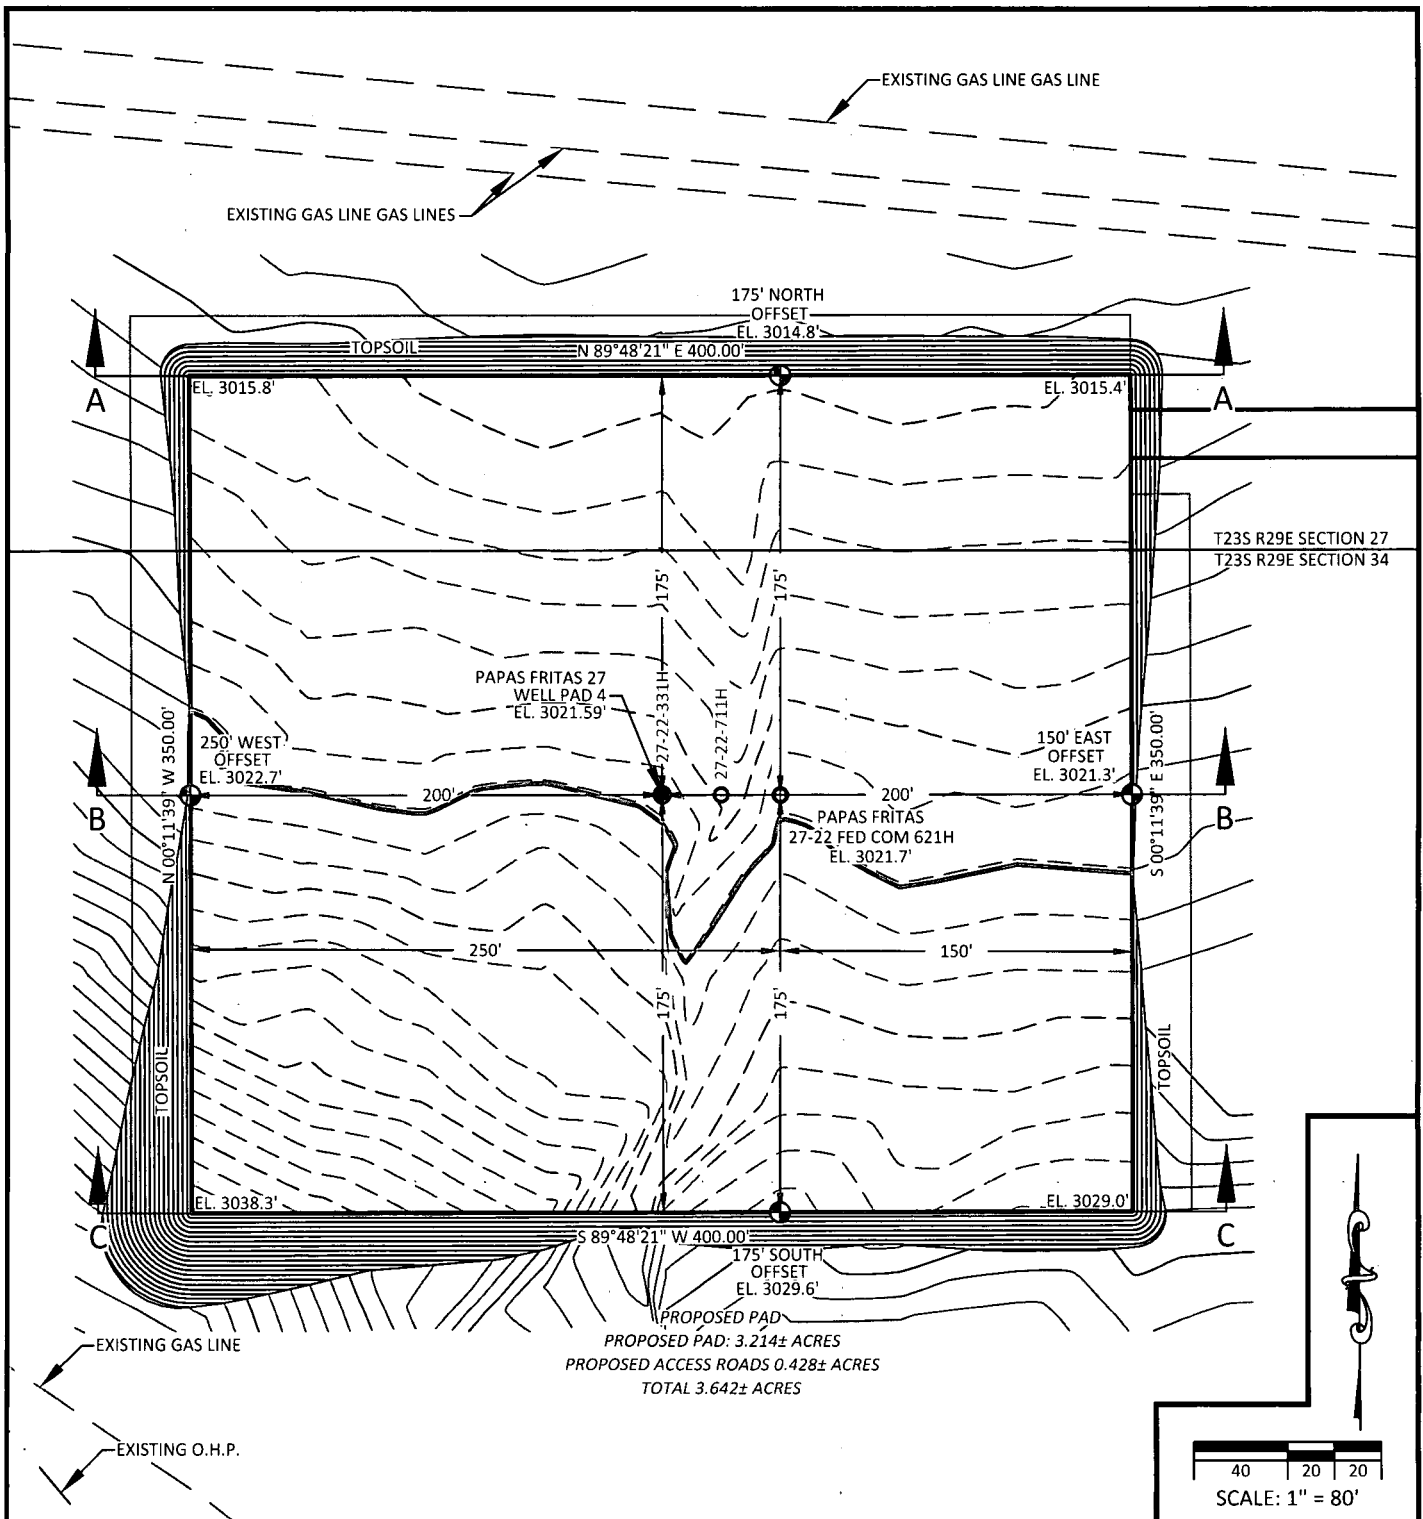 EXISTING GAS LINE GAS LINE
EXISTING GAS LINE GAS LINES
175' NORTH
OFFSET
EL. 3014.8'
TOPSOIL
N 89°48'21" E 400.00'
EL. 3015.8'
EL. 3015.4'
A
A
T23S R29E SECTION 27
T23S R29E SECTION 34
175'
175'
PAPAS FRITAS 27
WELL PAD 4
EL. 3021.59'
27-22-331H
27-22-711H
N 00°11'39" W 350.00'
250' WEST
OFFSET
EL. 3022.7'
150' EAST
OFFSET
EL. 3021.3'
S 00°11'39" E 350.00'
B
200'
200'
B
PAPAS FRITAS
27-22 FED COM 621H
EL. 3021.7'
250'
150'
175'
175'
TOPSOIL
TOPSOIL
EL. 3038.3'
EL. 3029.0'
C
C
S 89°48'21" W 400.00'
175' SOUTH
OFFSET
EL. 3029.6'
PROPOSED PAD
PROPOSED PAD: 3.214± ACRES
PROPOSED ACCESS ROADS 0.428± ACRES
TOTAL 3.642± ACRES
EXISTING GAS LINE
EXISTING O.H.P.
40 20 20
SCALE: 1" = 80'